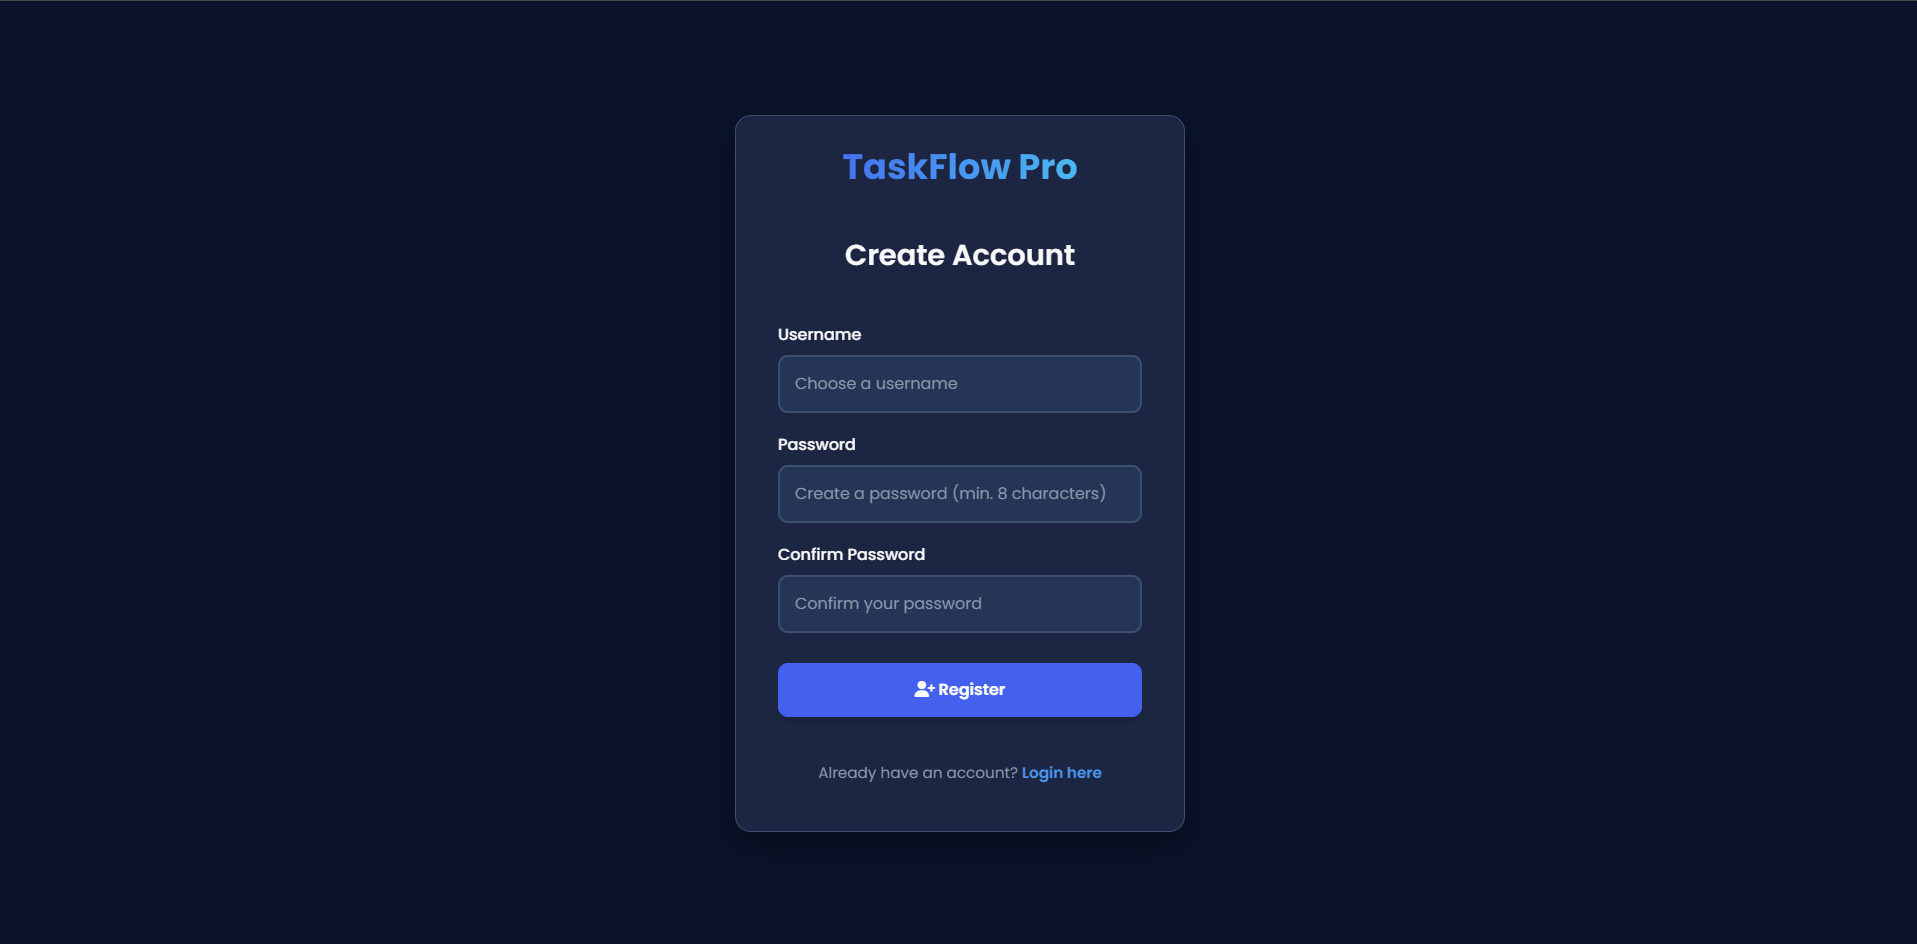 TaskFlow Pro
Create Account
Username
Choose a username
Password
Create a password (min. 8 characters)
Confirm Password
Confirm your password
Register
Already have an account? Login here